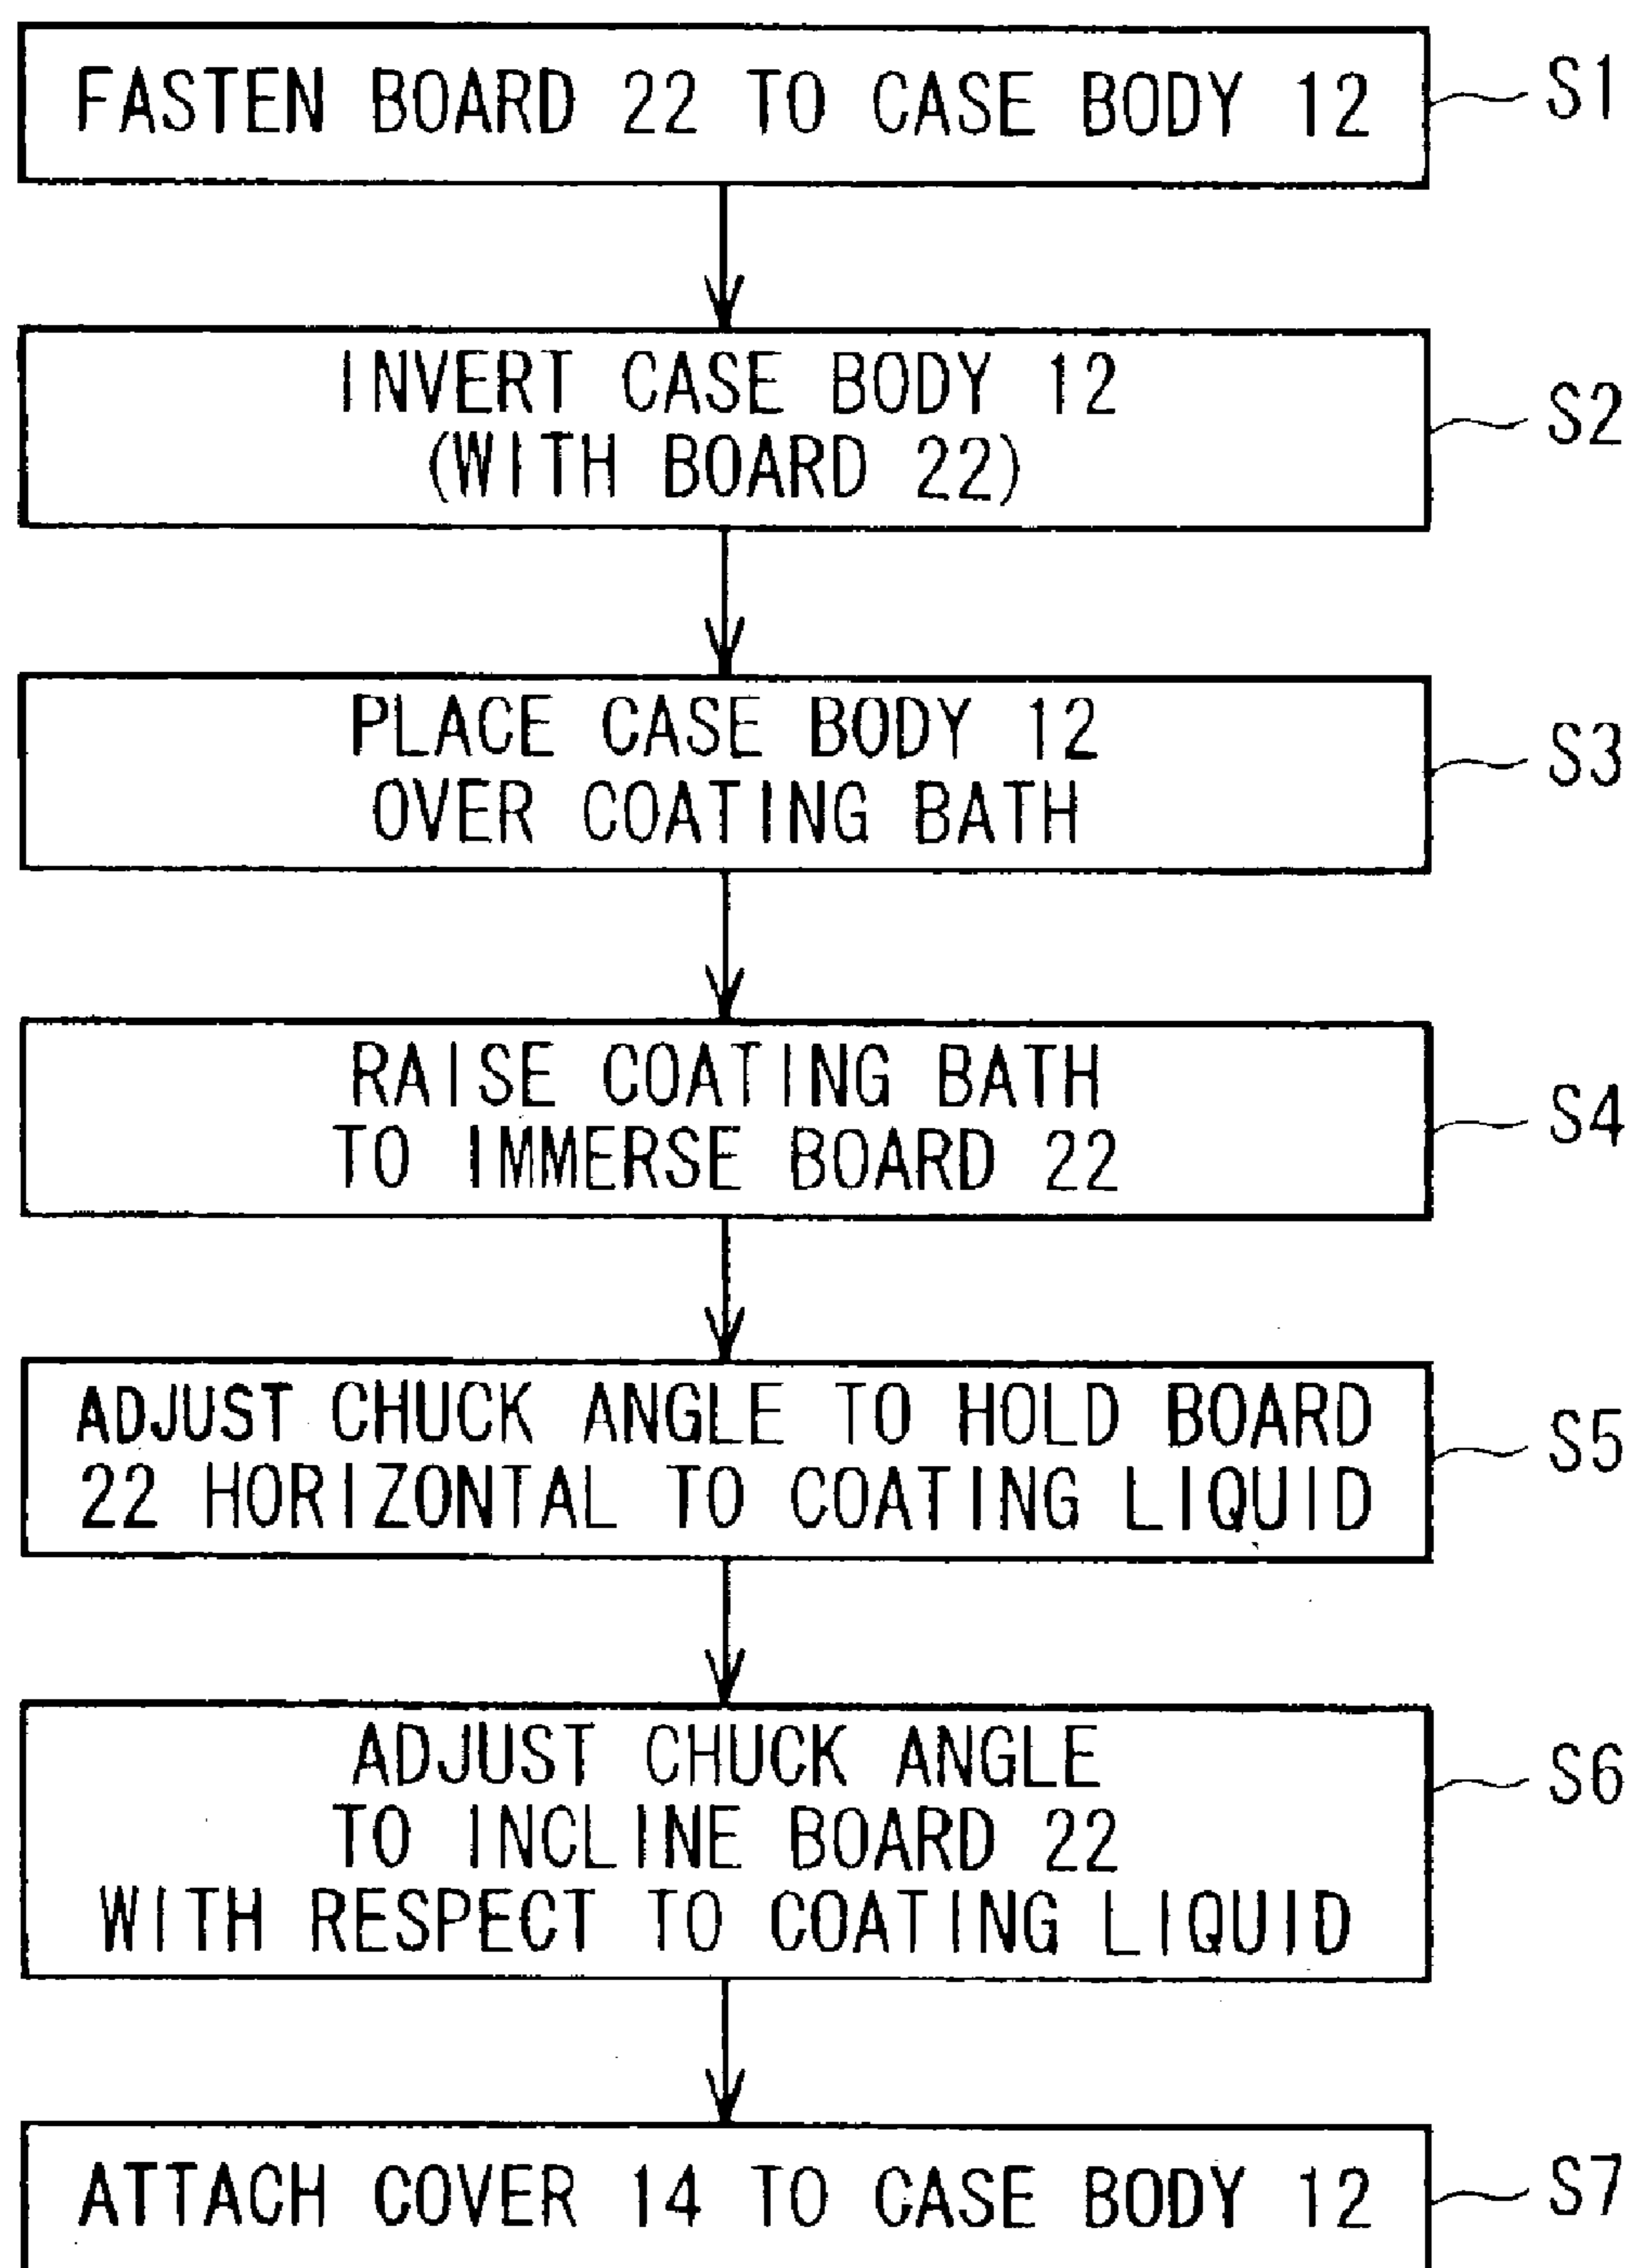 FASTEN BOARD 22 TO CASE BODY 12
S1
INVERT CASE BODY 12
(WITH BOARD 22)
S2
PLACE CASE BODY 12
OVER COATING BATH
S3
RAISE COATING BATH
TO IMMERSE BOARD 22
S4
ADJUST CHUCK ANGLE TO HOLD BOARD
22 HORIZONTAL TO COATING LIQUID
S5
ADJUST CHUCK ANGLE
TO INCLINE BOARD 22
WITH RESPECT TO COATING LIQUID
S6
ATTACH COVER 14 TO CASE BODY 12
S7